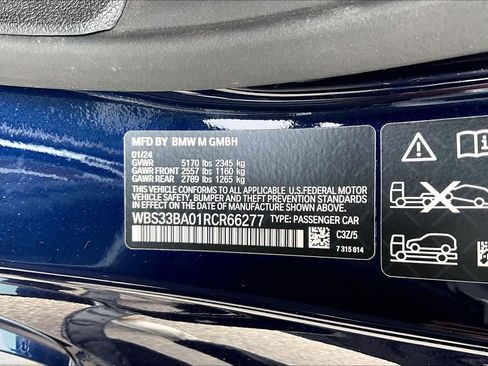 MFD BY BMW M GMBH
01/24
GVWR 5170 lbs 2345 kg
GAWR FRONT 2557 lbs 1160 kg
GAWR REAR 2789 lbs 1265 kg
THIS VEHICLE CONFORMS TO ALL APPLICABLE U.S.FEDERAL MOTOR
VEHICLE SAFETY, BUMPER, AND THEFT PREVENTION STANDARDS
IN EFFECT ON THE DATE OF MANUFACTURE SHOWN ABOVE.
WBS33BA01RCR66277 TYPE: PASSENGER CAR
C3Z/5
7 315 814